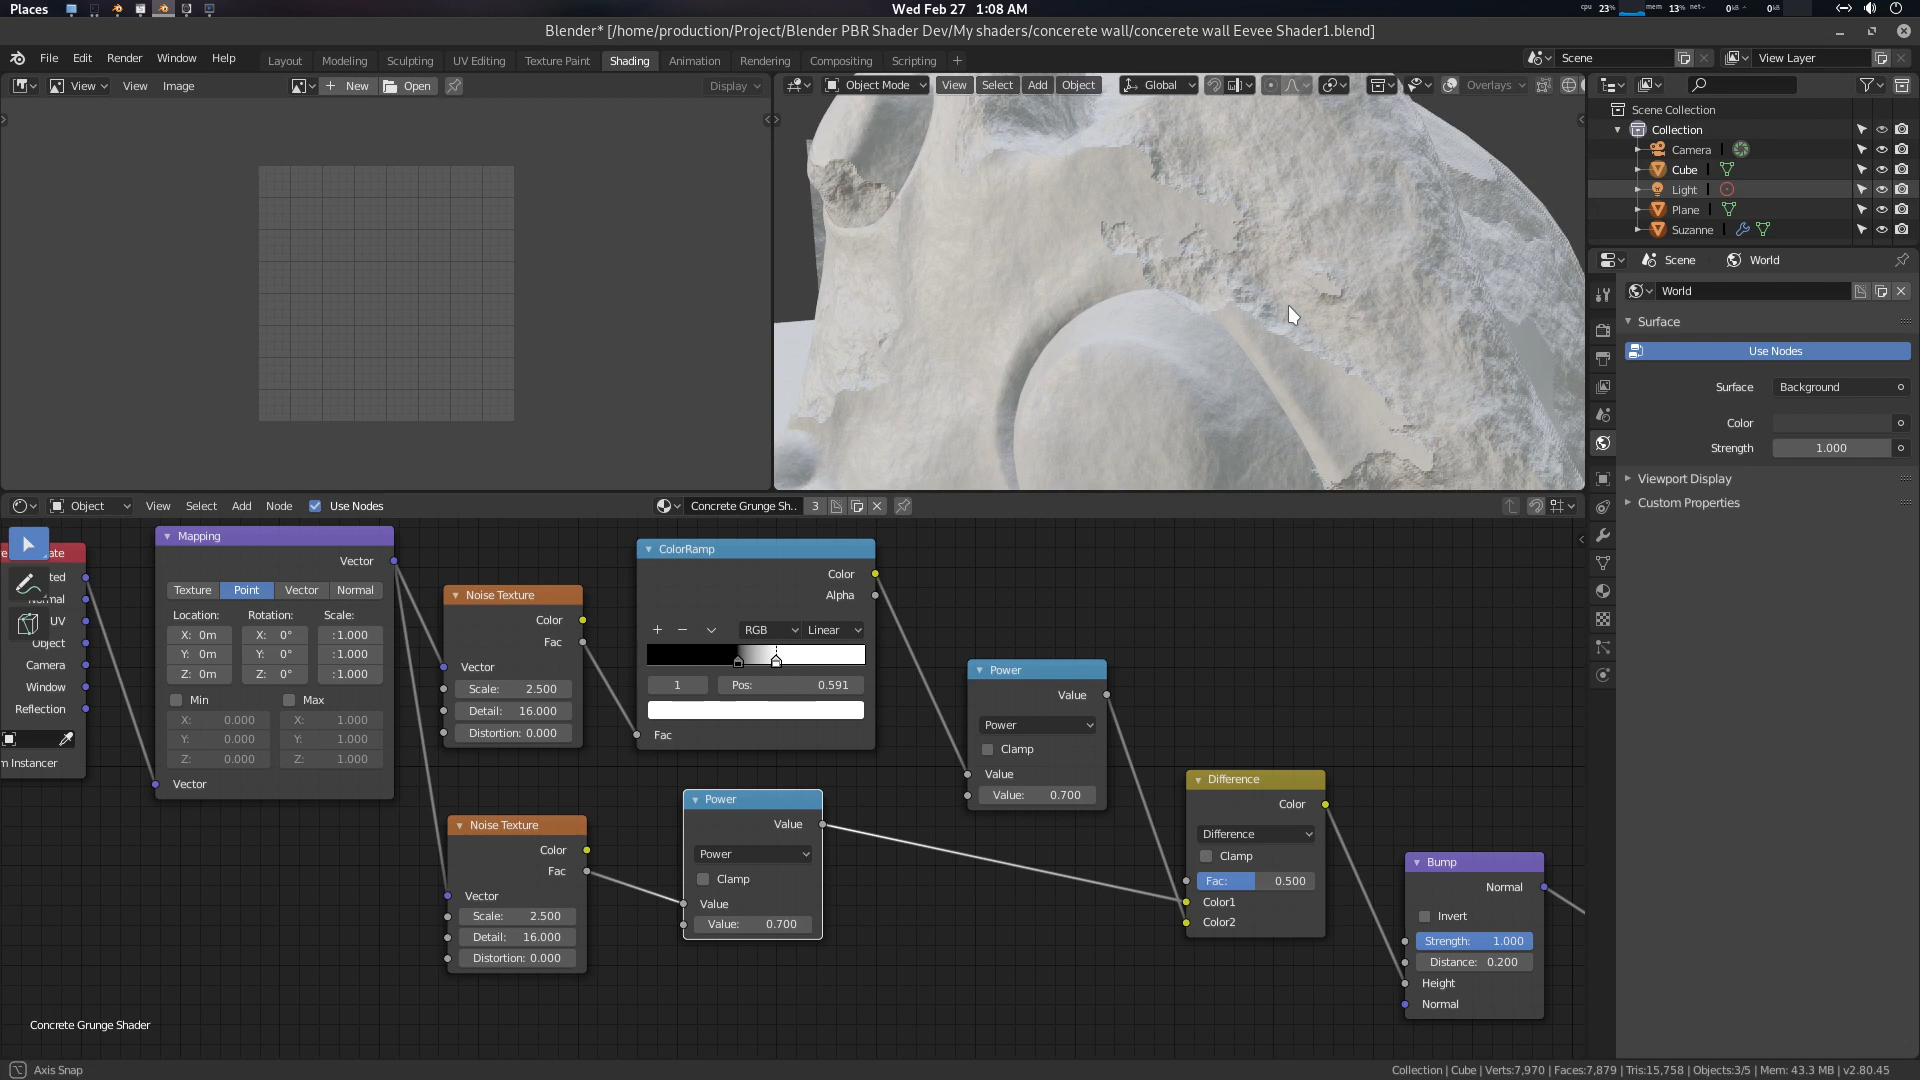 Places
Wed Feb 27 1:08 AM
cpu 23% mem 13% net 0kB 0kB
Blender* [/home/production/Project/Blender PBR Shader Dev/My shaders/concerete wall/concerete wall Eevee Shader1.blend]
File Edit Render Window Help
Layout Modeling Sculpting UV Editing Texture Paint Shading Animation Rendering Compositing Scripting +
Scene View Layer
View View Image New Open Display
Object Mode View Select Add Object Global Overlays
Scene Collection
Collection
Camera
Cube
Light
Plane
Suzanne
Scene World
World
Surface
Use Nodes
Surface Background
Color
Strength 1.000
Viewport Display
Custom Properties
Object View Select Add Node Use Nodes Concrete Grunge Sh.. 3
ate
ted
Normal
UV
Object
Camera
Window
Reflection
m Instancer
Mapping
Vector
Texture Point Vector Normal
Location: Rotation: Scale:
X: 0m X: 0° : 1.000
Y: 0m Y: 0° : 1.000
Z: 0m Z: 0° : 1.000
Min Max
X: 0.000 X: 1.000
Y: 0.000 Y: 1.000
Z: 0.000 Z: 1.000
Vector
Noise Texture
Color
Fac
Vector
Scale: 2.500
Detail: 16.000
Distortion: 0.000
ColorRamp
Color
Alpha
RGB Linear
1 Pos: 0.591
Fac
Noise Texture
Color
Fac
Vector
Scale: 2.500
Detail: 16.000
Distortion: 0.000
Power
Value
Power
Clamp
Value
Value: 0.700
Power
Value
Power
Clamp
Value
Value: 0.700
Difference
Color
Difference
Clamp
Fac: 0.500
Color1
Color2
Bump
Normal
Invert
Strength: 1.000
Distance: 0.200
Height
Normal
Concrete Grunge Shader
Axis Snap
Collection | Cube | Verts:7,970 | Faces:7,879 | Tris:15,758 | Objects:3/5 | Mem: 43.3 MB | v2.80.45